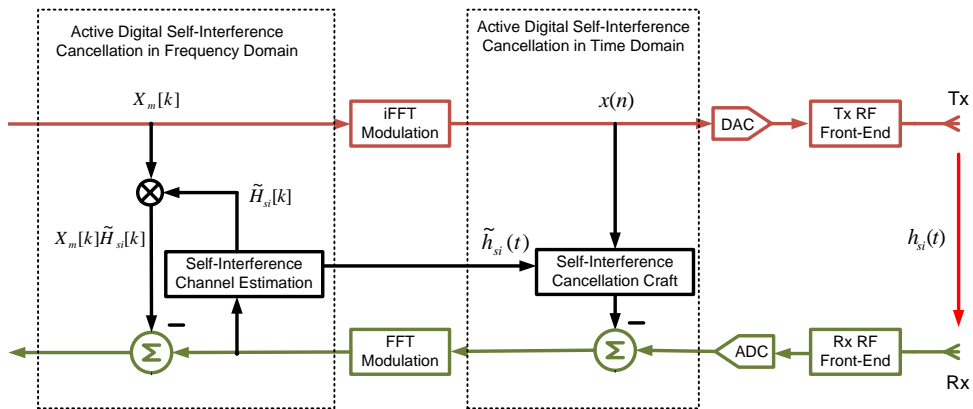 Active Digital Self-Interference
Cancellation in Frequency Domain
Active Digital Self-Interference
Cancellation in Time Domain
X_m[k]
iFFT
Modulation
x(n)
DAC
Tx RF
Front-End
Tx
H̃_si[k]
X_m[k]H̃_si[k]
Self-Interference
Channel Estimation
h̃_si(t)
Self-Interference
Cancellation Craft
h_si(t)
Σ
FFT
Modulation
Σ
ADC
Rx RF
Front-End
Rx